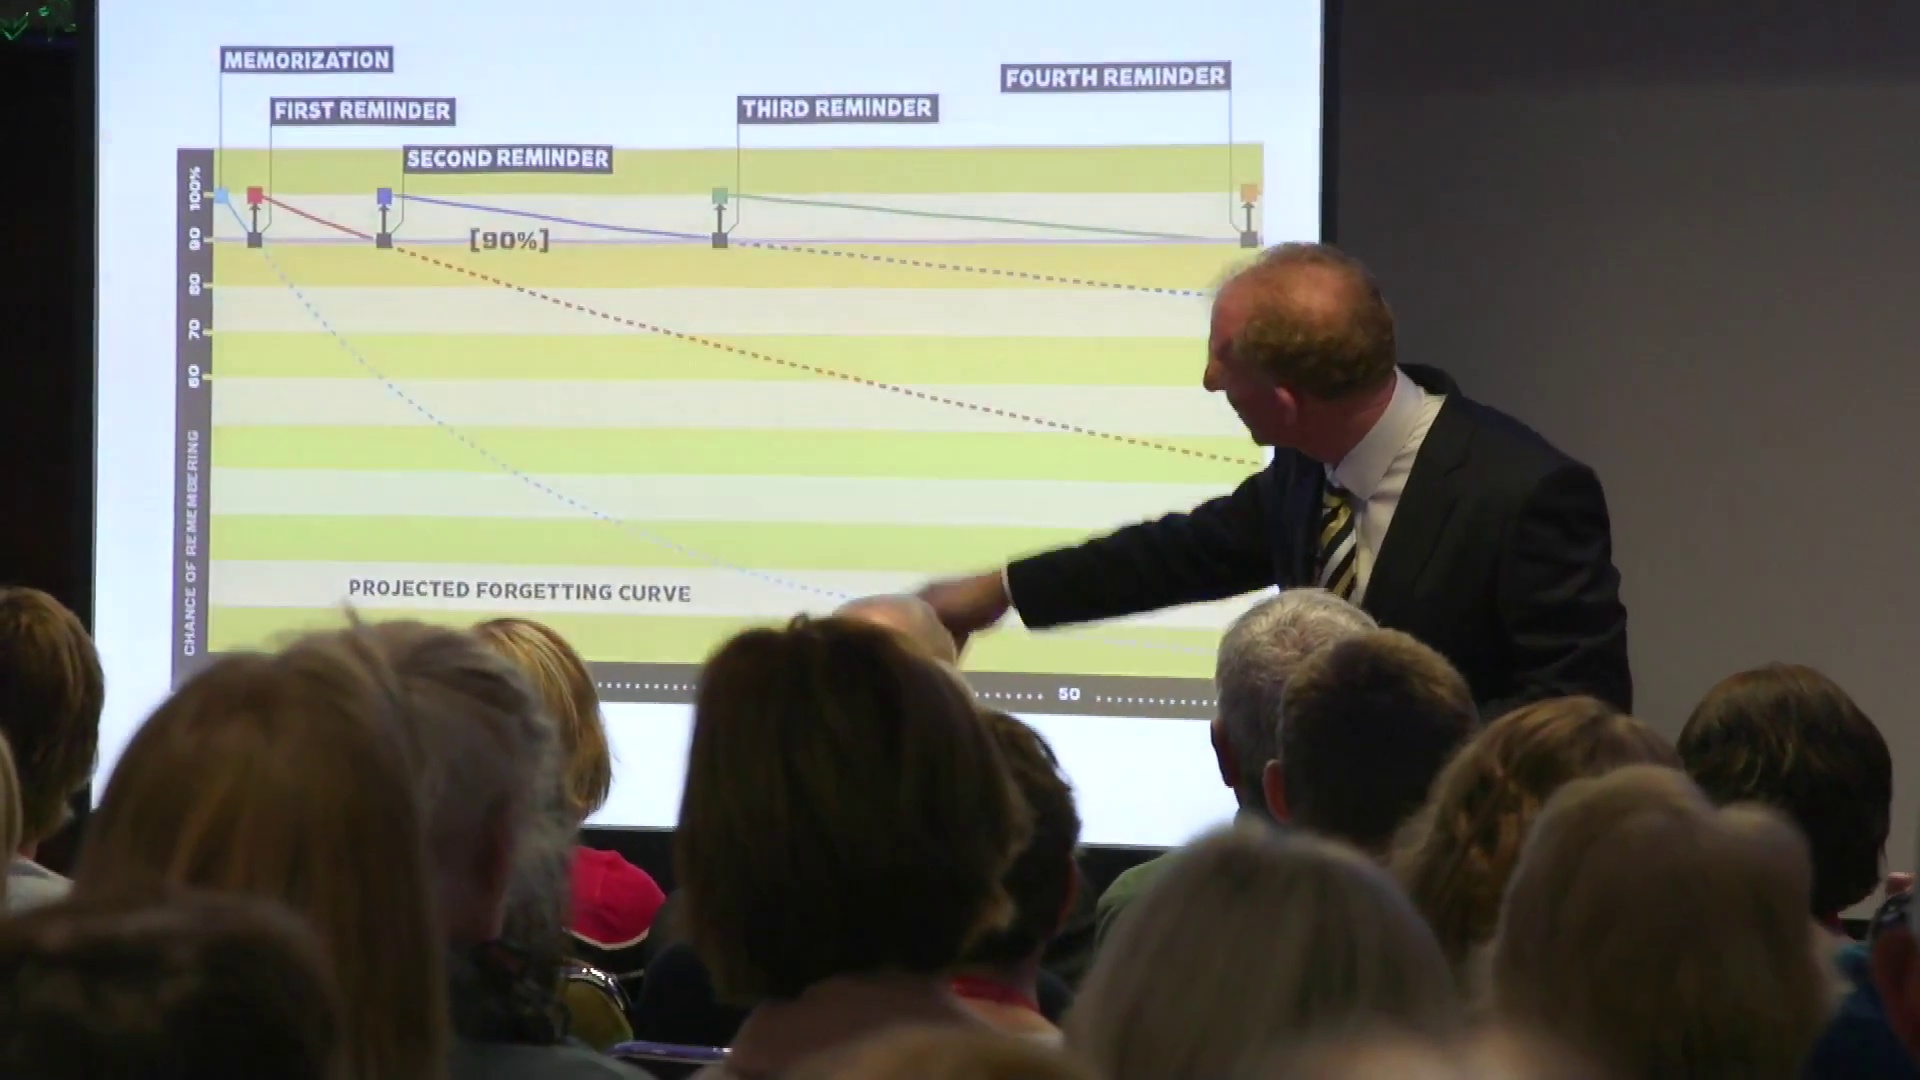 MEMORIZATION
FOURTH REMINDER
FIRST REMINDER
THIRD REMINDER
SECOND REMINDER
100%
90
[90%]
80
70
60
CHANCE OF REMEMBERING
PROJECTED FORGETTING CURVE
50